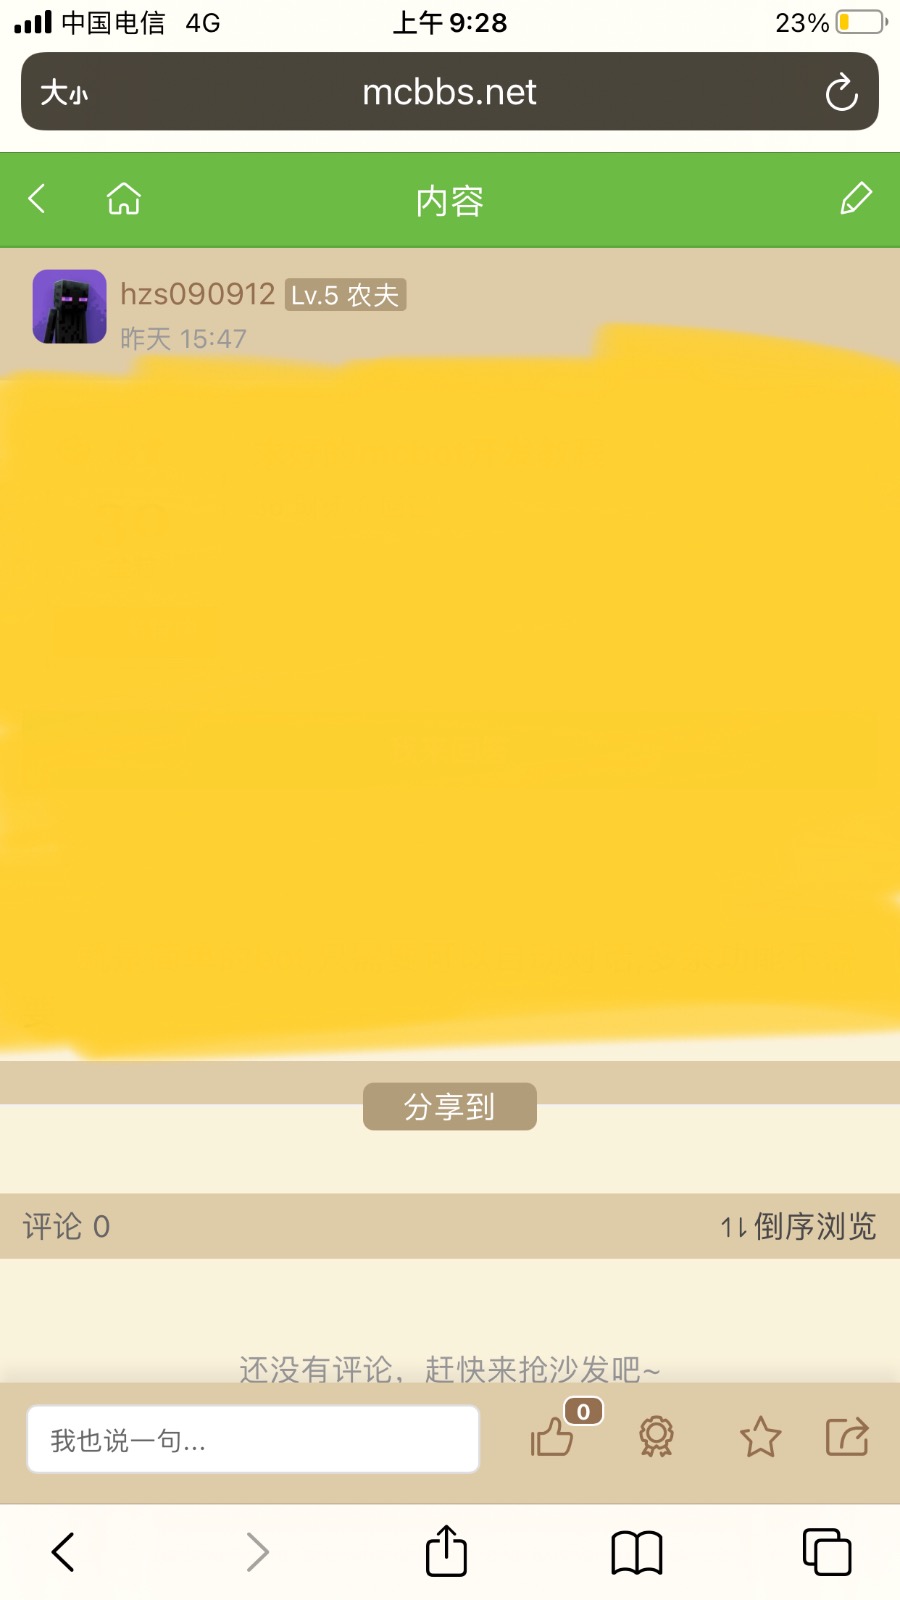 中国电信 4G 上午 9:28 23%
大小 mcbbs.net
内容
hzs090912 Lv.5 农夫
昨天 15:47
分享到
评论 0 倒序浏览
还没有评论，赶快来抢沙发吧~
0
我也说一句...